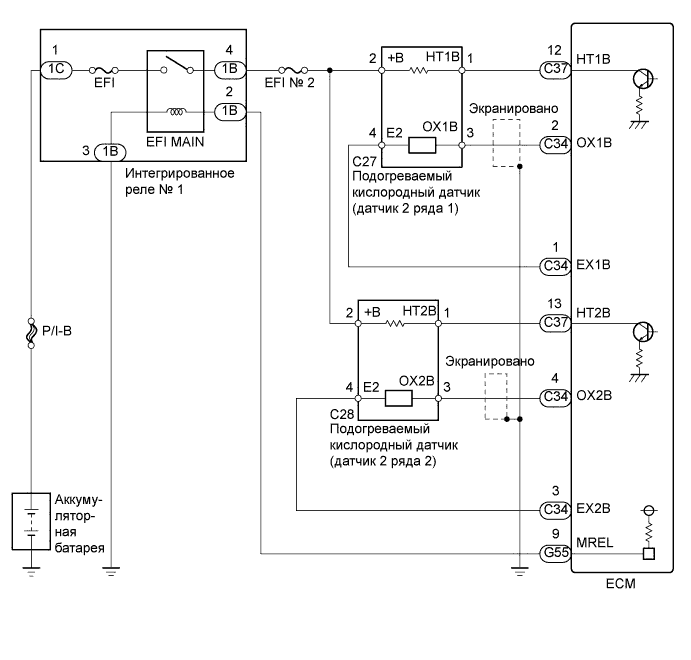 1
1C
EFI
4
1B
2
1B
EFI MAIN
3
1B
Интегрированное
реле № 1
EFI № 2
P/I-B
Аккуму-
лятор-
ная
батарея
2
+B
HT1B
1
4
E2
OX1B
3
C27
Подогреваемый
кислородный датчик
(датчик 2 ряда 1)
Экранировано
12
C37
HT1B
2
C34
OX1B
1
C34
EX1B
2
+B
HT2B
1
4
E2
OX2B
3
C28
Подогреваемый
кислородный датчик
(датчик 2 ряда 2)
Экранировано
13
C37
HT2B
4
C34
OX2B
3
C34
EX2B
9
G55
MREL
ECM